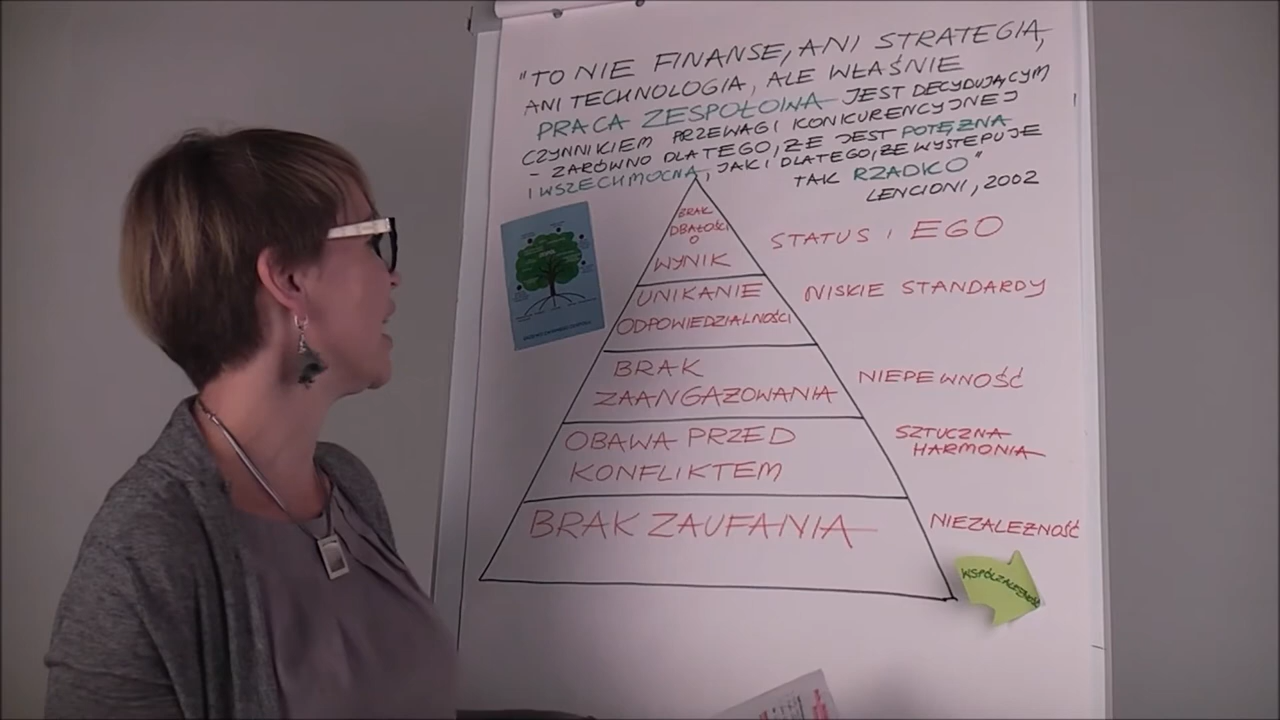 "TO NIE FINANSE, ANI STRATEGIA,
ANI TECHNOLOGIA, ALE WŁAŚNIE
PRACA ZESPOŁOWA JEST DECYDUJĄCYM
CZYNNIKIEM PRZEWAGI KONKURENCYJNEJ
- ZARÓWNO DLATEGO, ŻE JEST POTĘŻNA
I WSZECHMOCNA, JAK I DLATEGO, ŻE WYSTĘPUJE
TAK RZADKO"
LENCIONI, 2002
BRAK
DBAŁOŚCI
O
WYNIK
STATUS i EGO
UNIKANIE
ODPOWIEDZIALNOŚCI
NISKIE STANDARDY
BRAK
ZAANGAŻOWANIA
NIEPEWNOŚĆ
OBAWA PRZED
KONFLIKTEM
SZTUCZNA
HARMONIA
BRAK ZAUFANIA
NIEZALEŻNOŚĆ
WSPÓŁZALEŻNOŚĆ